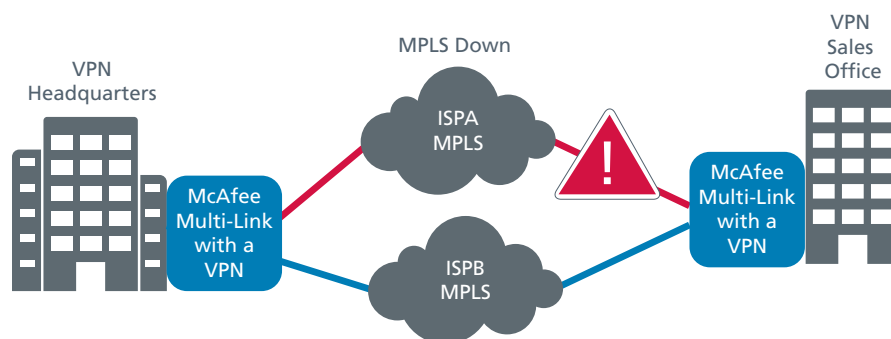 MPLS Down
VPN
Headquarters
VPN
Sales
Office
ISPA
MPLS
!
McAfee
Multi-Link
with a
VPN
McAfee
Multi-Link
with a
VPN
ISPB
MPLS